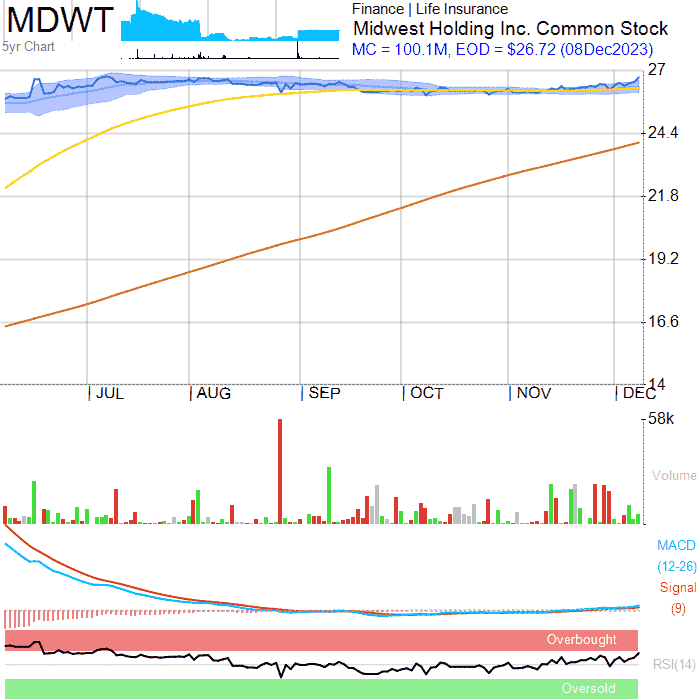 MDWT
5yr Chart
Finance | Life Insurance
Midwest Holding Inc. Common Stock
MC = 100.1M, EOD = $26.72 (08Dec2023)
27
24.4
21.8
19.2
16.6
14
JUL AUG SEP OCT NOV DEC
58k
Volume
MACD
(12-26)
Signal
(9)
Overbought
RSI(14)
Oversold